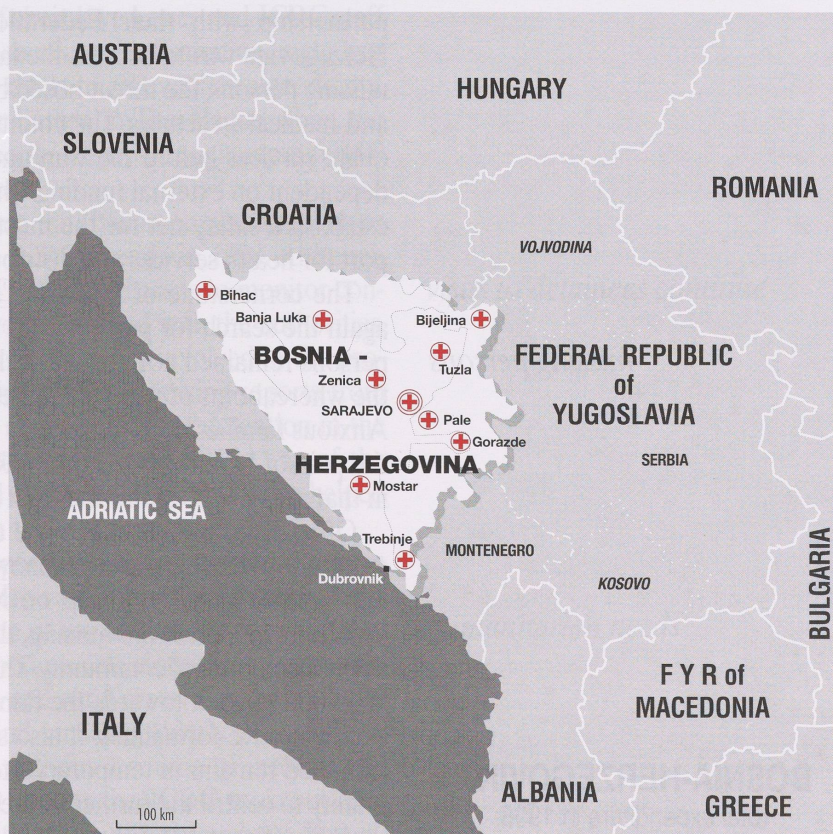 AUSTRIA
HUNGARY
SLOVENIA
ROMANIA
CROATIA
VOJVODINA
Bihac
Banja Luka
Bijeljina
BOSNIA -
FEDERAL REPUBLIC
of
YUGOSLAVIA
Tuzla
Zenica
SARAJEVO
Pale
Gorazde
HERZEGOVINA
SERBIA
Mostar
ADRIATIC SEA
Trebinje
MONTENEGRO
Dubrovnik
KOSOVO
BULGARIA
F Y R of
MACEDONIA
ITALY
ALBANIA
GREECE
100 km